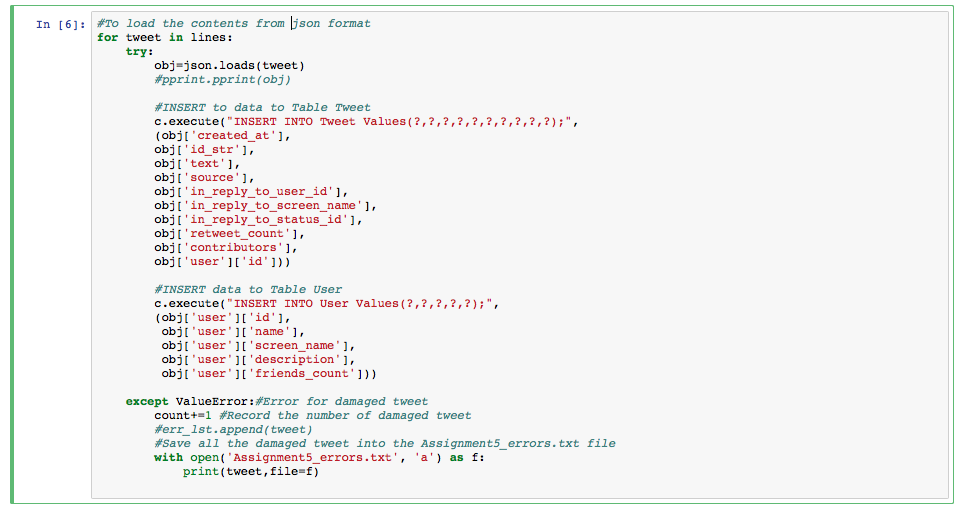 In [6]: #To load the contents from json format
for tweet in lines:
    try:
        obj=json.loads(tweet)
        #pprint.pprint(obj)

        #INSERT to data to Table Tweet
        c.execute("INSERT INTO Tweet Values(?,?,?,?,?,?,?,?,?,?);",
        (obj['created_at'],
        obj['id_str'],
        obj['text'],
        obj['source'],
        obj['in_reply_to_user_id'],
        obj['in_reply_to_screen_name'],
        obj['in_reply_to_status_id'],
        obj['retweet_count'],
        obj['contributors'],
        obj['user']['id']))

        #INSERT data to Table User
        c.execute("INSERT INTO User Values(?,?,?,?,?);",
        (obj['user']['id'],
         obj['user']['name'],
         obj['user']['screen_name'],
         obj['user']['description'],
         obj['user']['friends_count']))

    except ValueError:#Error for damaged tweet
        count+=1 #Record the number of damaged tweet
        #err_lst.append(tweet)
        #Save all the damaged tweet into the Assignment5_errors.txt file
        with open('Assignment5_errors.txt', 'a') as f:
            print(tweet,file=f)